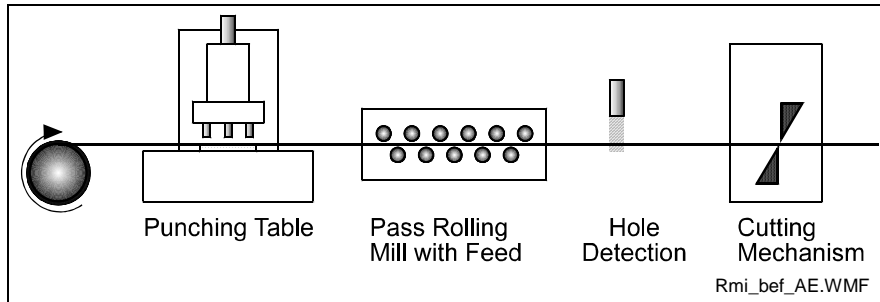 Punching Table
Pass Rolling
Mill with Feed
Hole
Detection
Cutting
Mechanism
Rmi_bef_AE.WMF